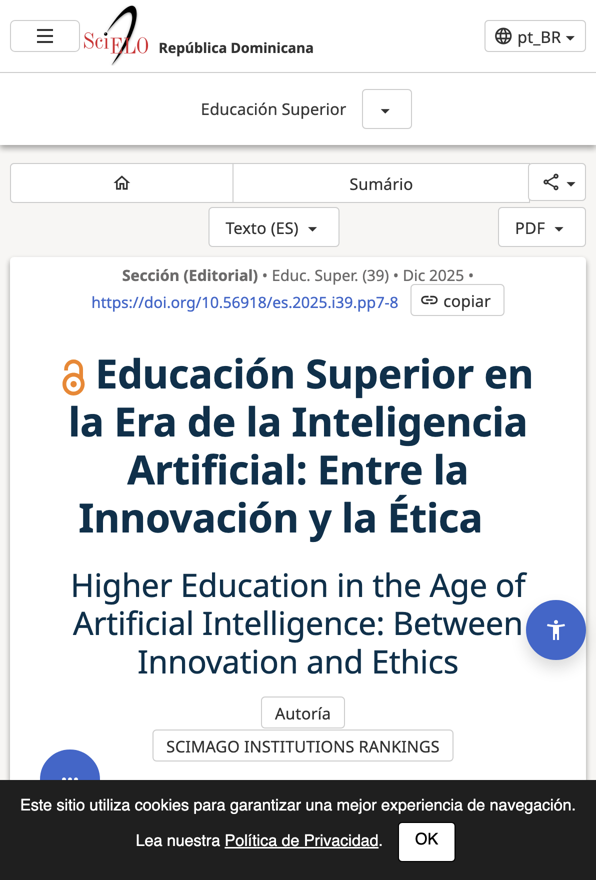 SciELO República Dominicana
pt_BR
Educación Superior
Sumário
Texto (ES)
PDF
Sección (Editorial) • Educ. Super. (39) • Dic 2025 •
https://doi.org/10.56918/es.2025.i39.pp7-8 copiar
Educación Superior en
la Era de la Inteligencia
Artificial: Entre la
Innovación y la Ética
Higher Education in the Age of
Artificial Intelligence: Between
Innovation and Ethics
Autoría
SCIMAGO INSTITUTIONS RANKINGS
Este sitio utiliza cookies para garantizar una mejor experiencia de navegación.
Lea nuestra Política de Privacidad. OK